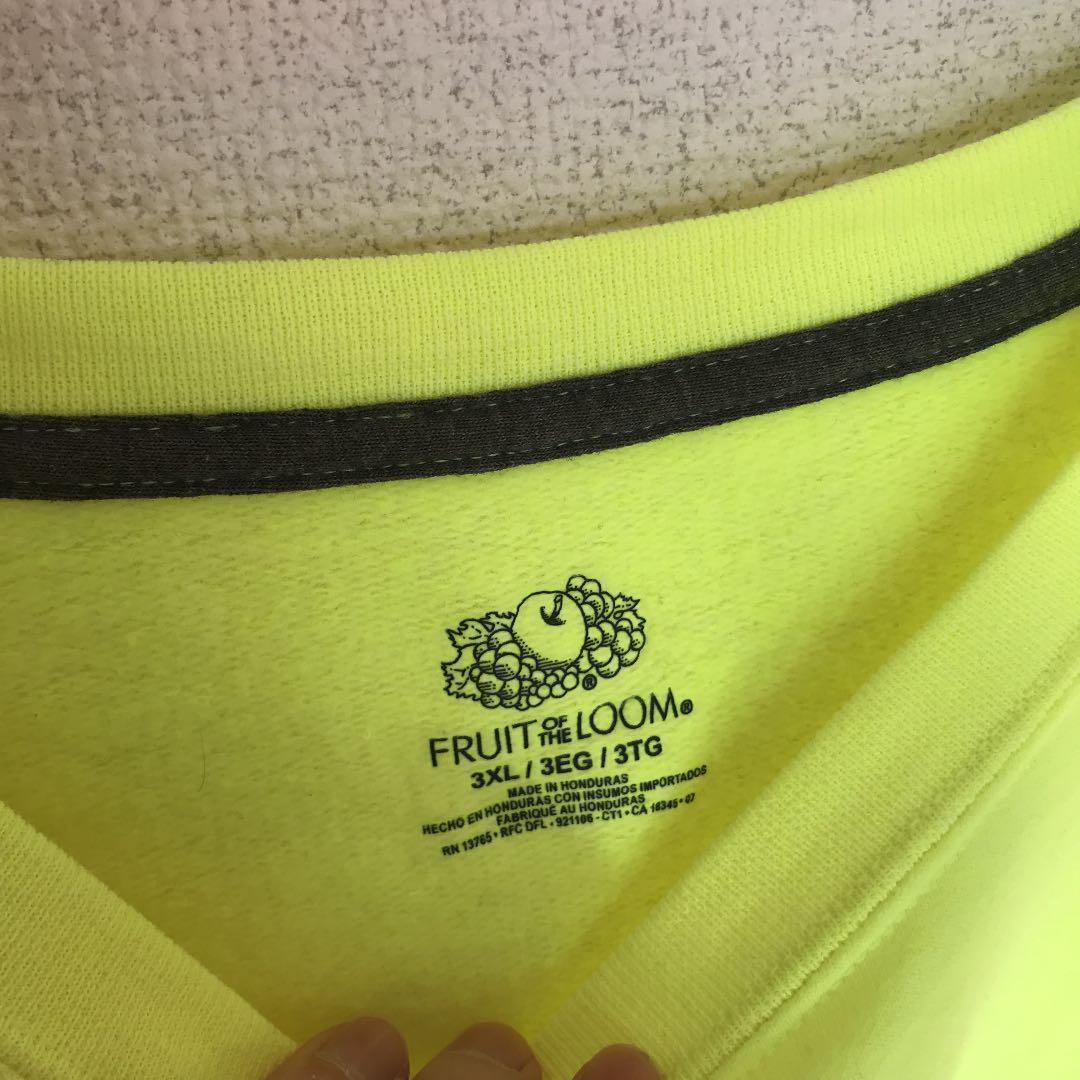 ®
FRUIT OF THE LOOM®
3XL / 3EG / 3TG
MADE IN HONDURAS
HECHO EN HONDURAS CON INSUMOS IMPORTADOS
FABRIQUÉ AU HONDURAS
RN 13765 • RFC DFL - 921106 - CT1 • CA 18345 • 07